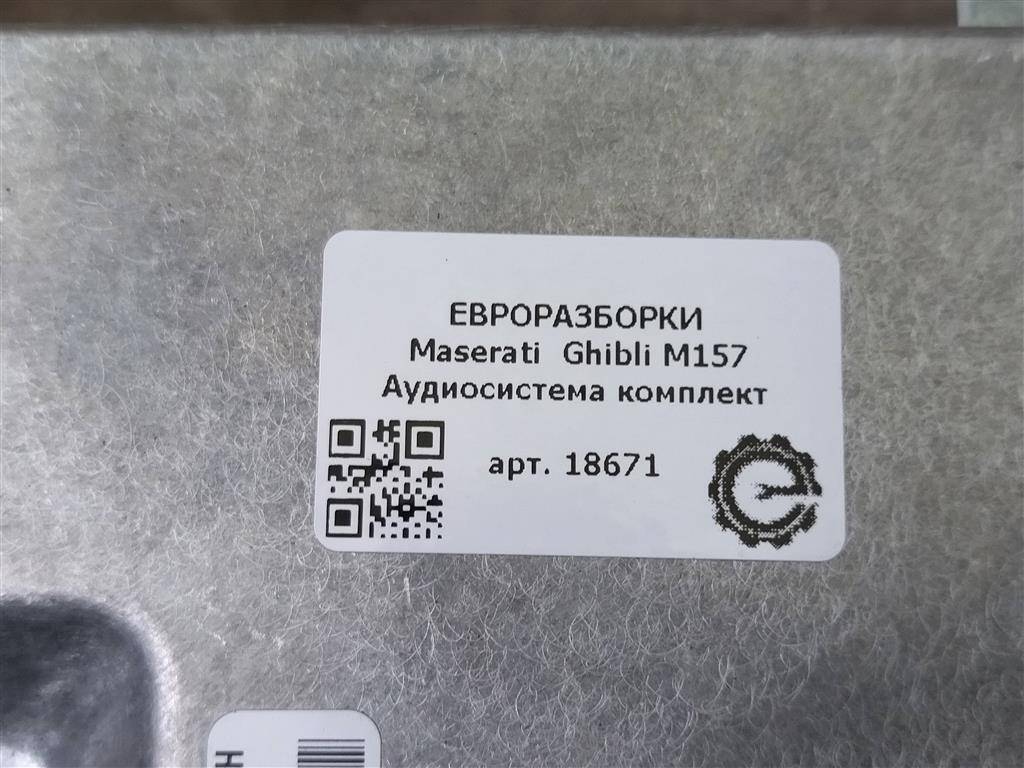 ЕВРОРАЗБОРКИ
Maserati Ghibli M157
Аудиосистема комплект
арт. 18671
H